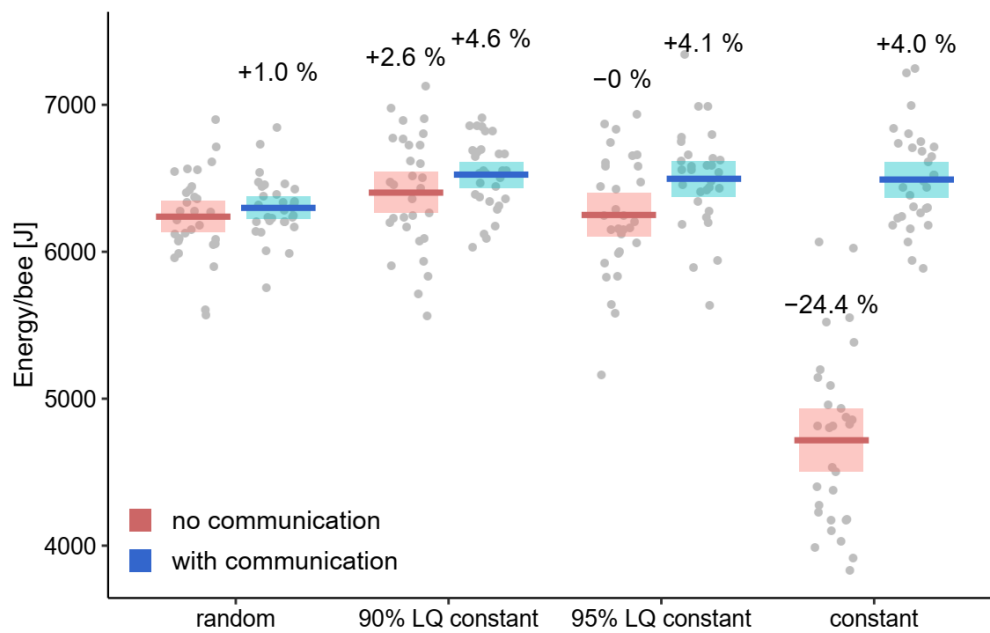 +4.6 %
+2.6 %
+4.1 %
+4.0 %
+1.0 %
−0 %
7000
6000
−24.4 %
5000
4000
Energy/bee [J]
no communication
with communication
random
90% LQ constant
95% LQ constant
constant